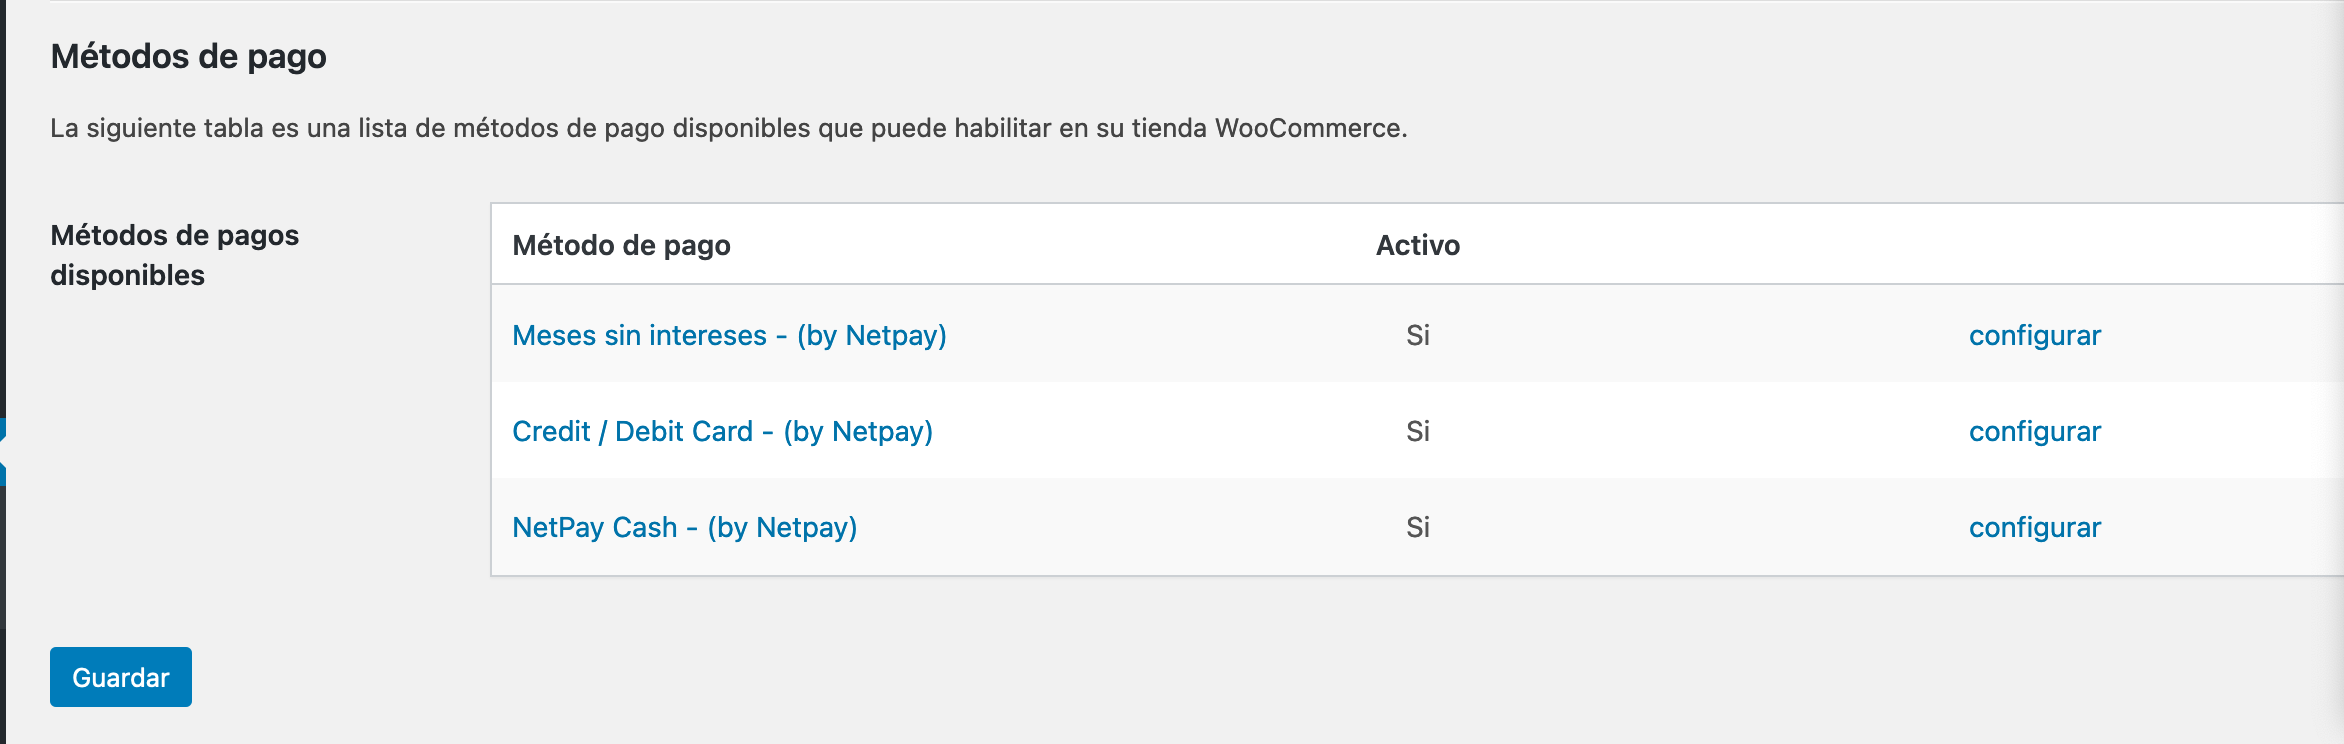 Métodos de pago
La siguiente tabla es una lista de métodos de pago disponibles que puede habilitar en su tienda WooCommerce.
Métodos de pagos
disponibles
Método de pago Activo
Meses sin intereses - (by Netpay) Si configurar
Credit / Debit Card - (by Netpay) Si configurar
NetPay Cash - (by Netpay) Si configurar
Guardar